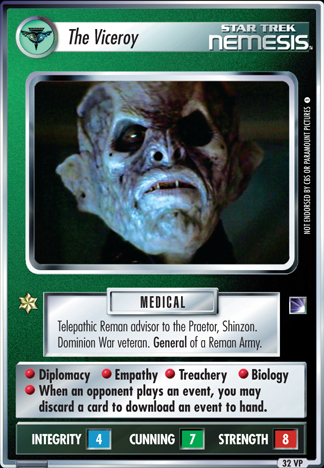 The Viceroy
STAR TREK
NEMESIS
NOT ENDORSED BY CBS OR PARAMOUNT PICTURES
MEDICAL
Telepathic Reman advisor to the Praetor, Shinzon.
Dominion War veteran. General of a Reman Army.
• Diplomacy • Empathy • Treachery • Biology
• When an opponent plays an event, you may
discard a card to download an event to hand.
INTEGRITY 4 CUNNING 7 STRENGTH 8
32 VP